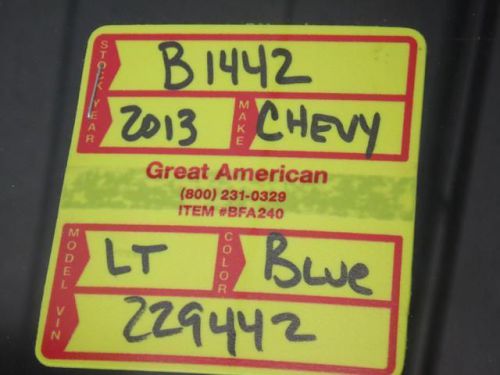 STOCK B1442
YEAR 2013 MAKE CHEVY
Great American
(800) 231-0329
ITEM #BFA240
MODEL LT COLOR BLUE
VIN 229442